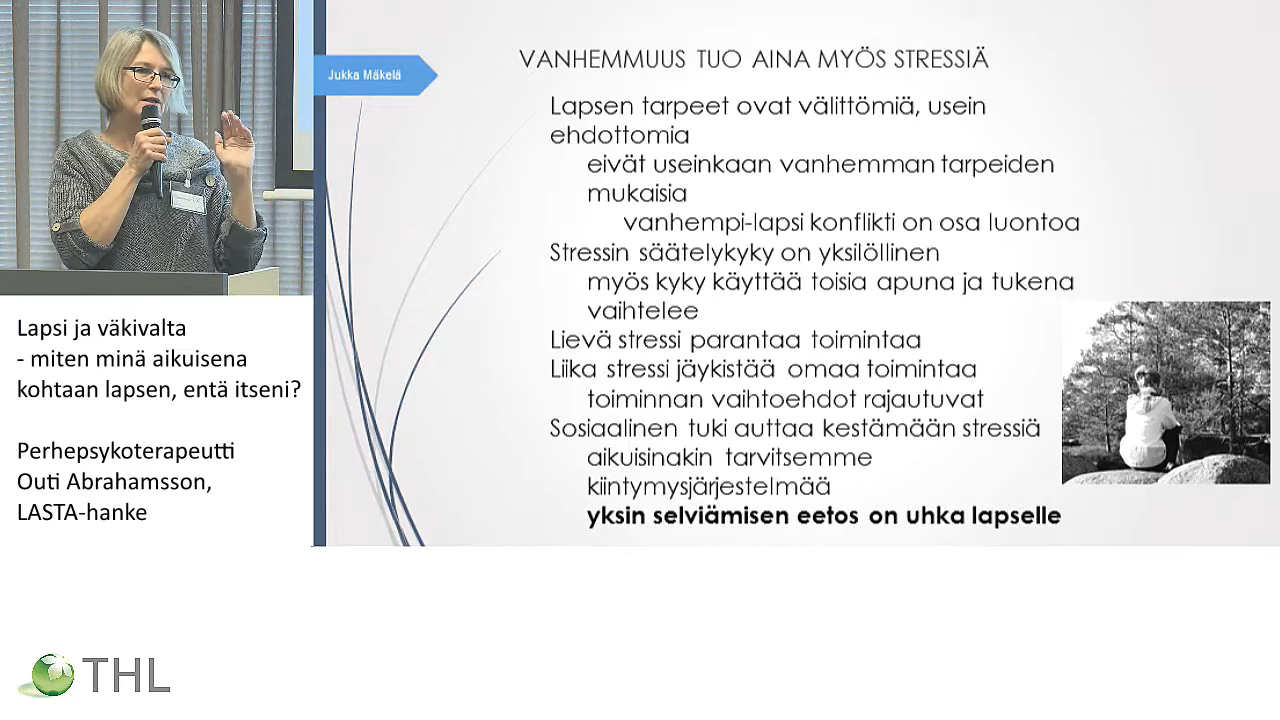 Jukka Mäkelä
VANHEMMUUS TUO AINA MYÖS STRESSIÄ
Lapsen tarpeet ovat välittömiä, usein
ehdottomia
eivät useinkaan vanhemman tarpeiden
mukaisia
vanhempi-lapsi konflikti on osa luontoa
Stressin säätelykyky on yksilöllinen
myös kyky käyttää toisia apuna ja tukena
vaihtelee
Lievä stressi parantaa toimintaa
Liika stressi jäykistää omaa toimintaa
toiminnan vaihtoehdot rajautuvat
Sosiaalinen tuki auttaa kestämään stressiä
aikuisinakin tarvitsemme
kiintymysjärjestelmää
yksin selviämisen eetos on uhka lapselle
Lapsi ja väkivalta
- miten minä aikuisena
kohtaan lapsen, entä itseni?
Perhepsykoterapeutti
Outi Abrahamsson,
LASTA-hanke
THL